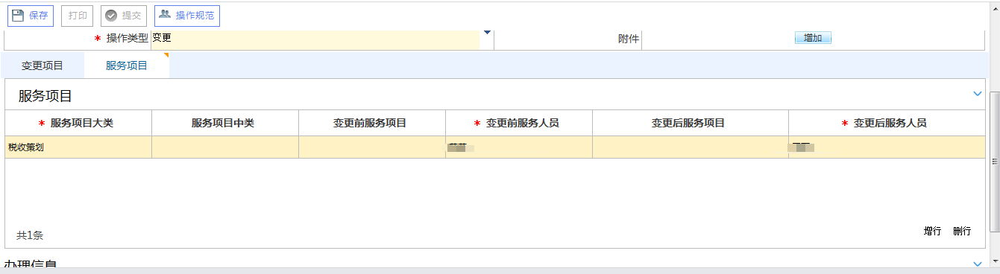 保存 打印 提交 操作规范
* 操作类型 变更 附件 增加
变更项目 服务项目
服务项目
* 服务项目大类 服务项目中类 变更前服务项目 * 变更前服务人员 变更后服务项目 * 变更后服务人员
税收策划
共1条 增行 删行
办理信息